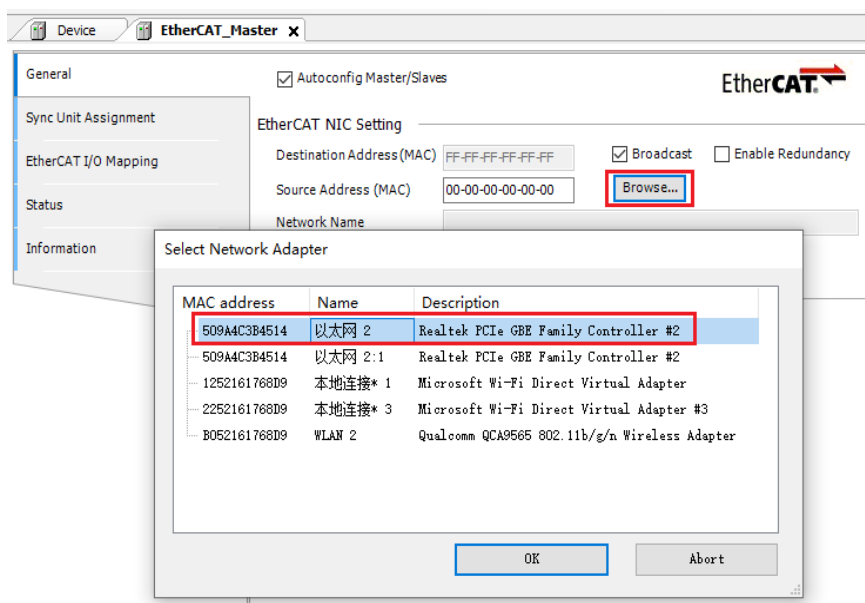 Device EtherCAT_Master X
General
Autoconfig Master/Slaves
EtherCAT.
Sync Unit Assignment
EtherCAT NIC Setting
EtherCAT I/O Mapping
Destination Address(MAC) FF-FF-FF-FF-FF-FF Broadcast Enable Redundancy
Status
Source Address (MAC) 00-00-00-00-00-00 Browse...
Network Name
Information
Select Network Adapter
MAC address Name Description
509A4C3B4514 以太网 2 Realtek PCIe GBE Family Controller #2
509A4C3B4514 以太网 2:1 Realtek PCIe GBE Family Controller #2
1252161768D9 本地连接* 1 Microsoft Wi-Fi Direct Virtual Adapter
2252161768D9 本地连接* 3 Microsoft Wi-Fi Direct Virtual Adapter #3
B052161768D9 WLAN 2 Qualcomm QCA9565 802.11b/g/n Wireless Adapter
OK Abort